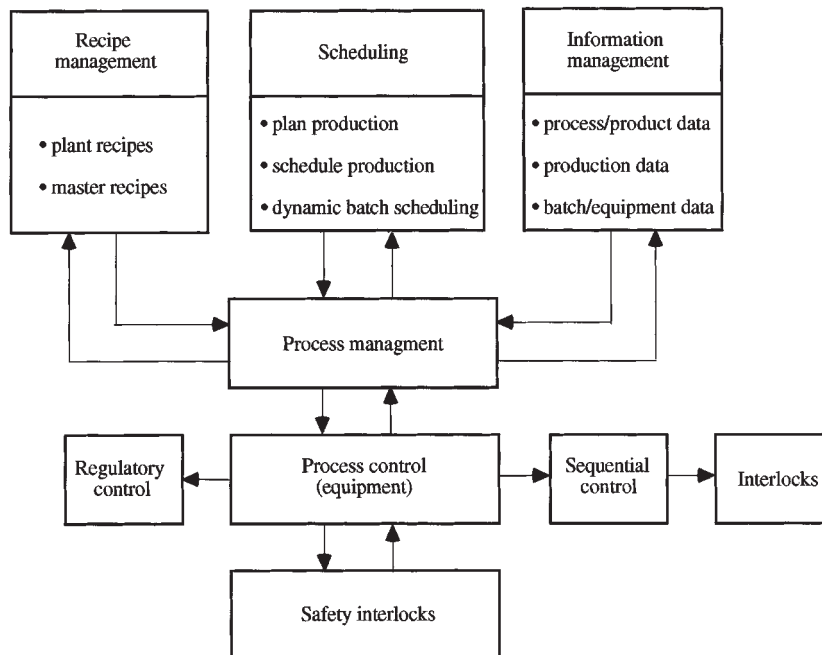 Recipe
management
• plant recipes
• master recipes
Scheduling
• plan production
• schedule production
• dynamic batch scheduling
Information
management
• process/product data
• production data
• batch/equipment data
Process managment
Regulatory
control
Process control
(equipment)
Sequential
control
Interlocks
Safety interlocks